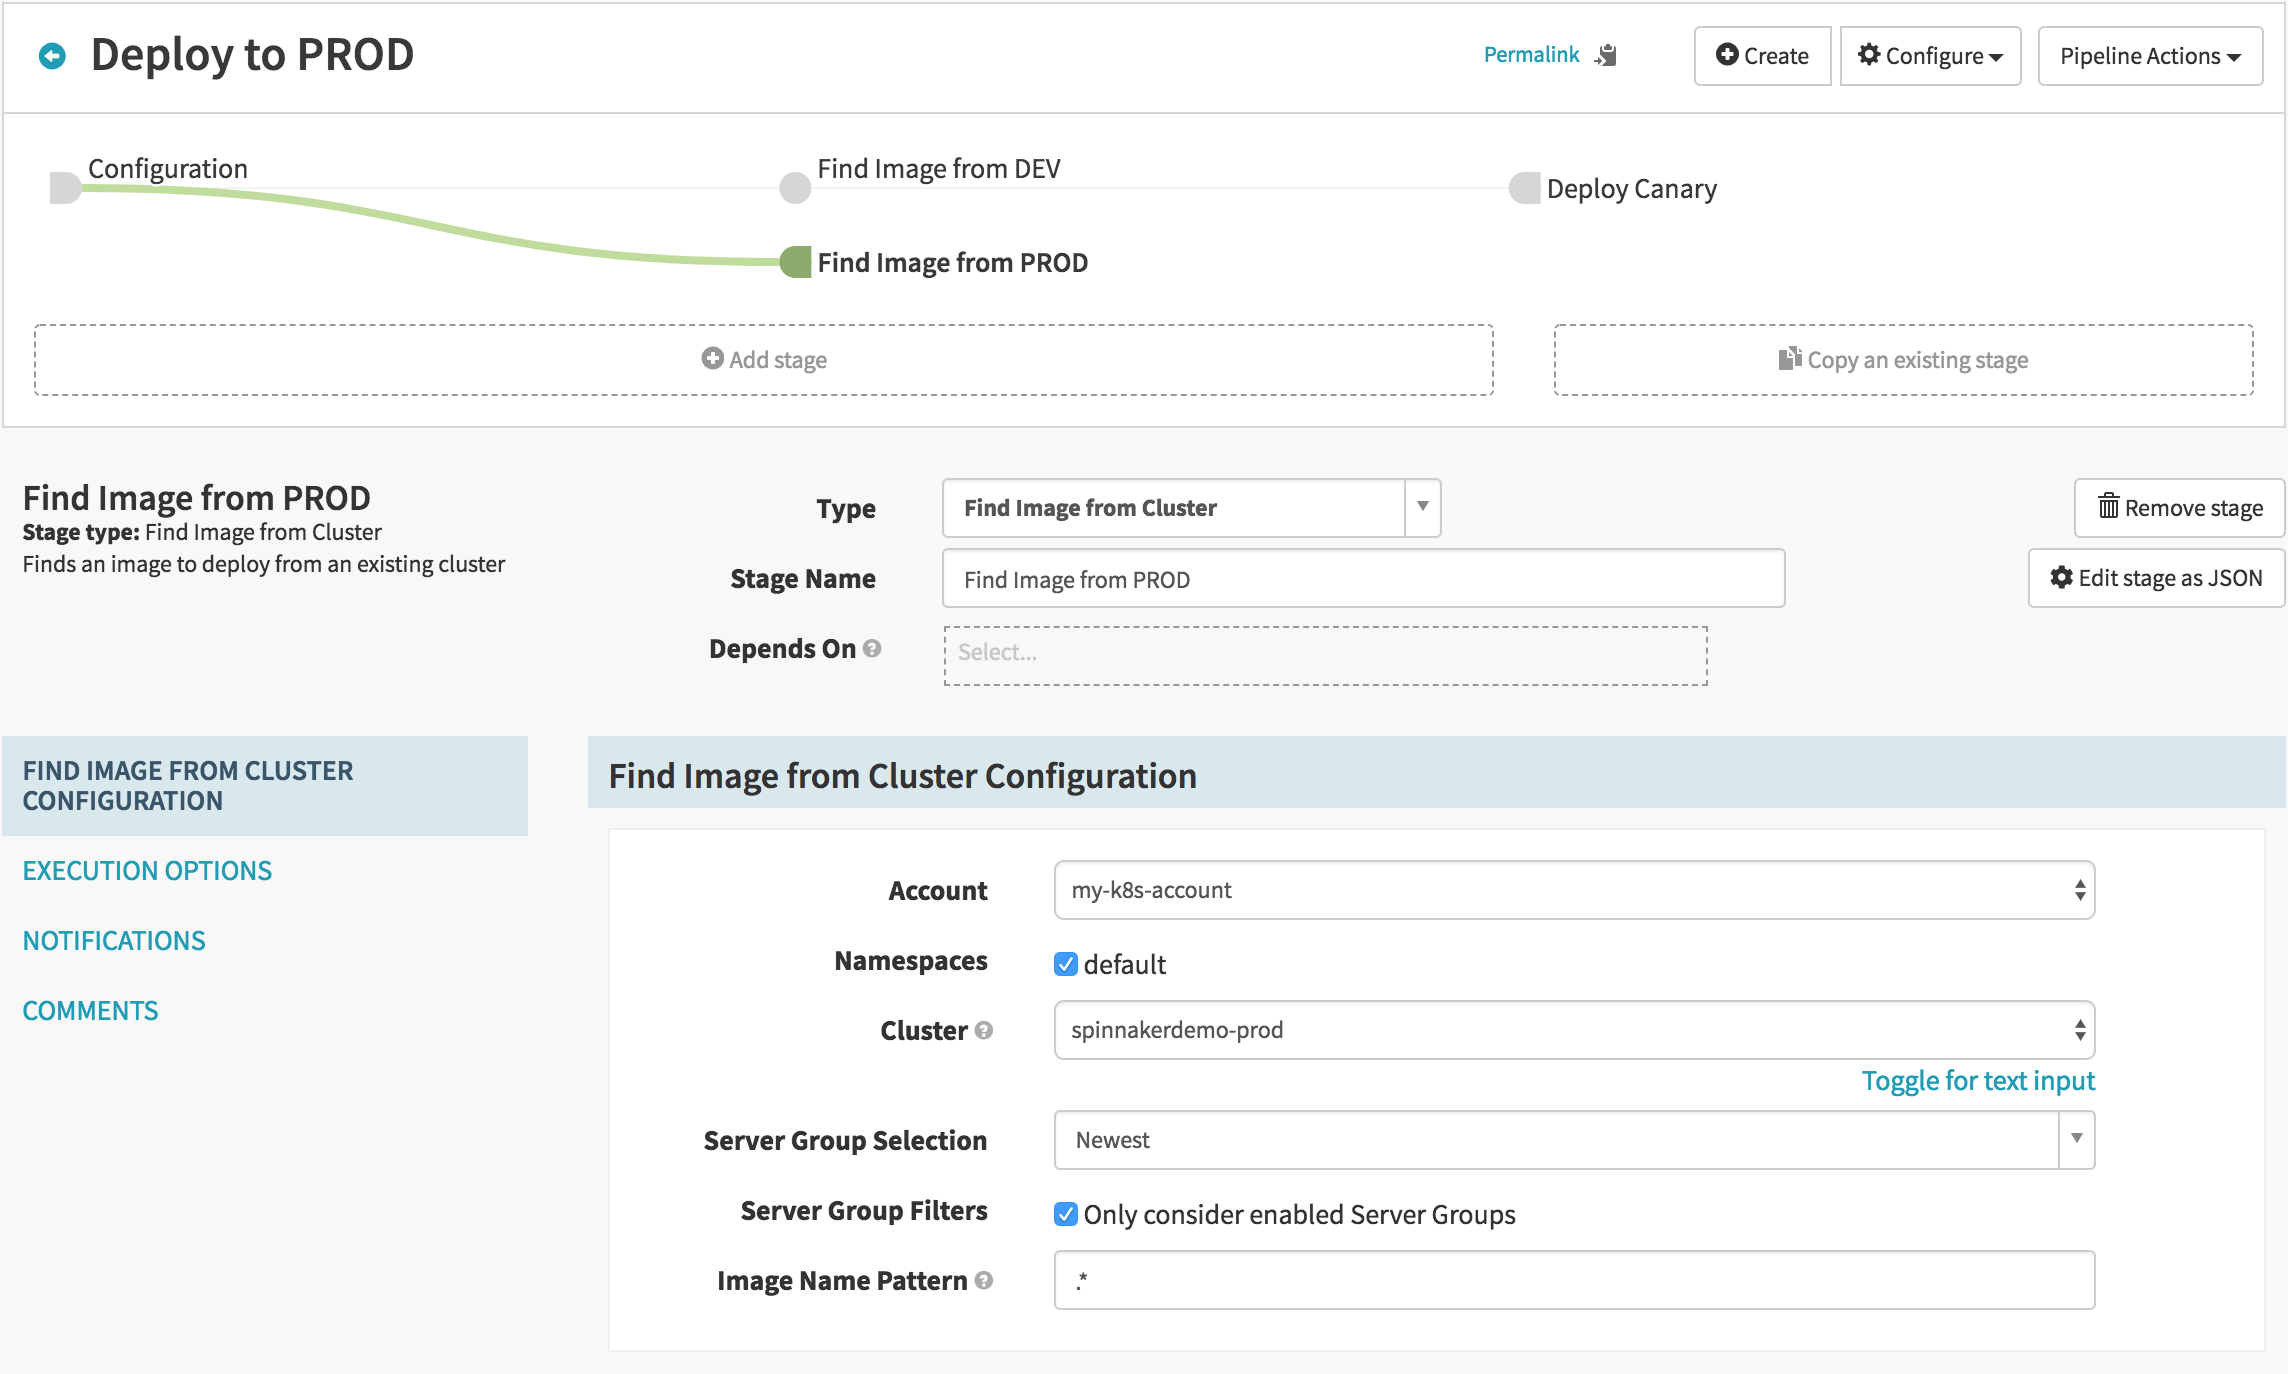 Deploy to PROD
Permalink
Create
Configure
Pipeline Actions
Configuration
Find Image from DEV
Deploy Canary
Find Image from PROD
Add stage
Copy an existing stage
Find Image from PROD
Stage type: Find Image from Cluster
Finds an image to deploy from an existing cluster
Type
Find Image from Cluster
Remove stage
Stage Name
Find Image from PROD
Edit stage as JSON
Depends On ?
Select...
FIND IMAGE FROM CLUSTER
CONFIGURATION
EXECUTION OPTIONS
NOTIFICATIONS
COMMENTS
Find Image from Cluster Configuration
Account
my-k8s-account
Namespaces
default
Cluster ?
spinnakerdemo-prod
Toggle for text input
Server Group Selection
Newest
Server Group Filters
Only consider enabled Server Groups
Image Name Pattern ?
.*